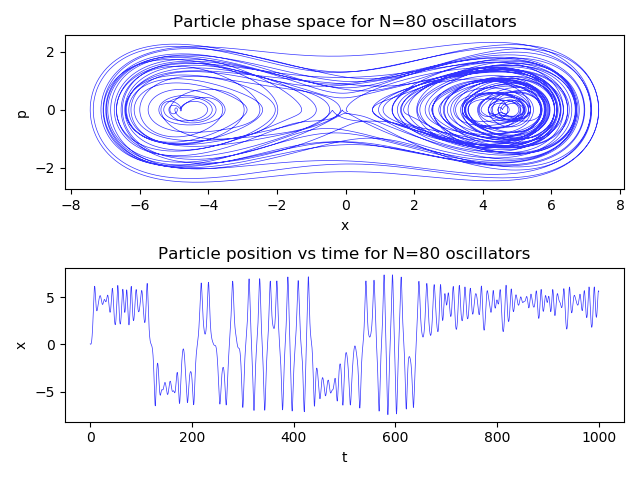 Particle phase space for N=80 oscillators
2
0
−2
p
−8 −6 −4 −2 0 2 4 6 8
x
Particle position vs time for N=80 oscillators
5
0
−5
x
0 200 400 600 800 1000
t